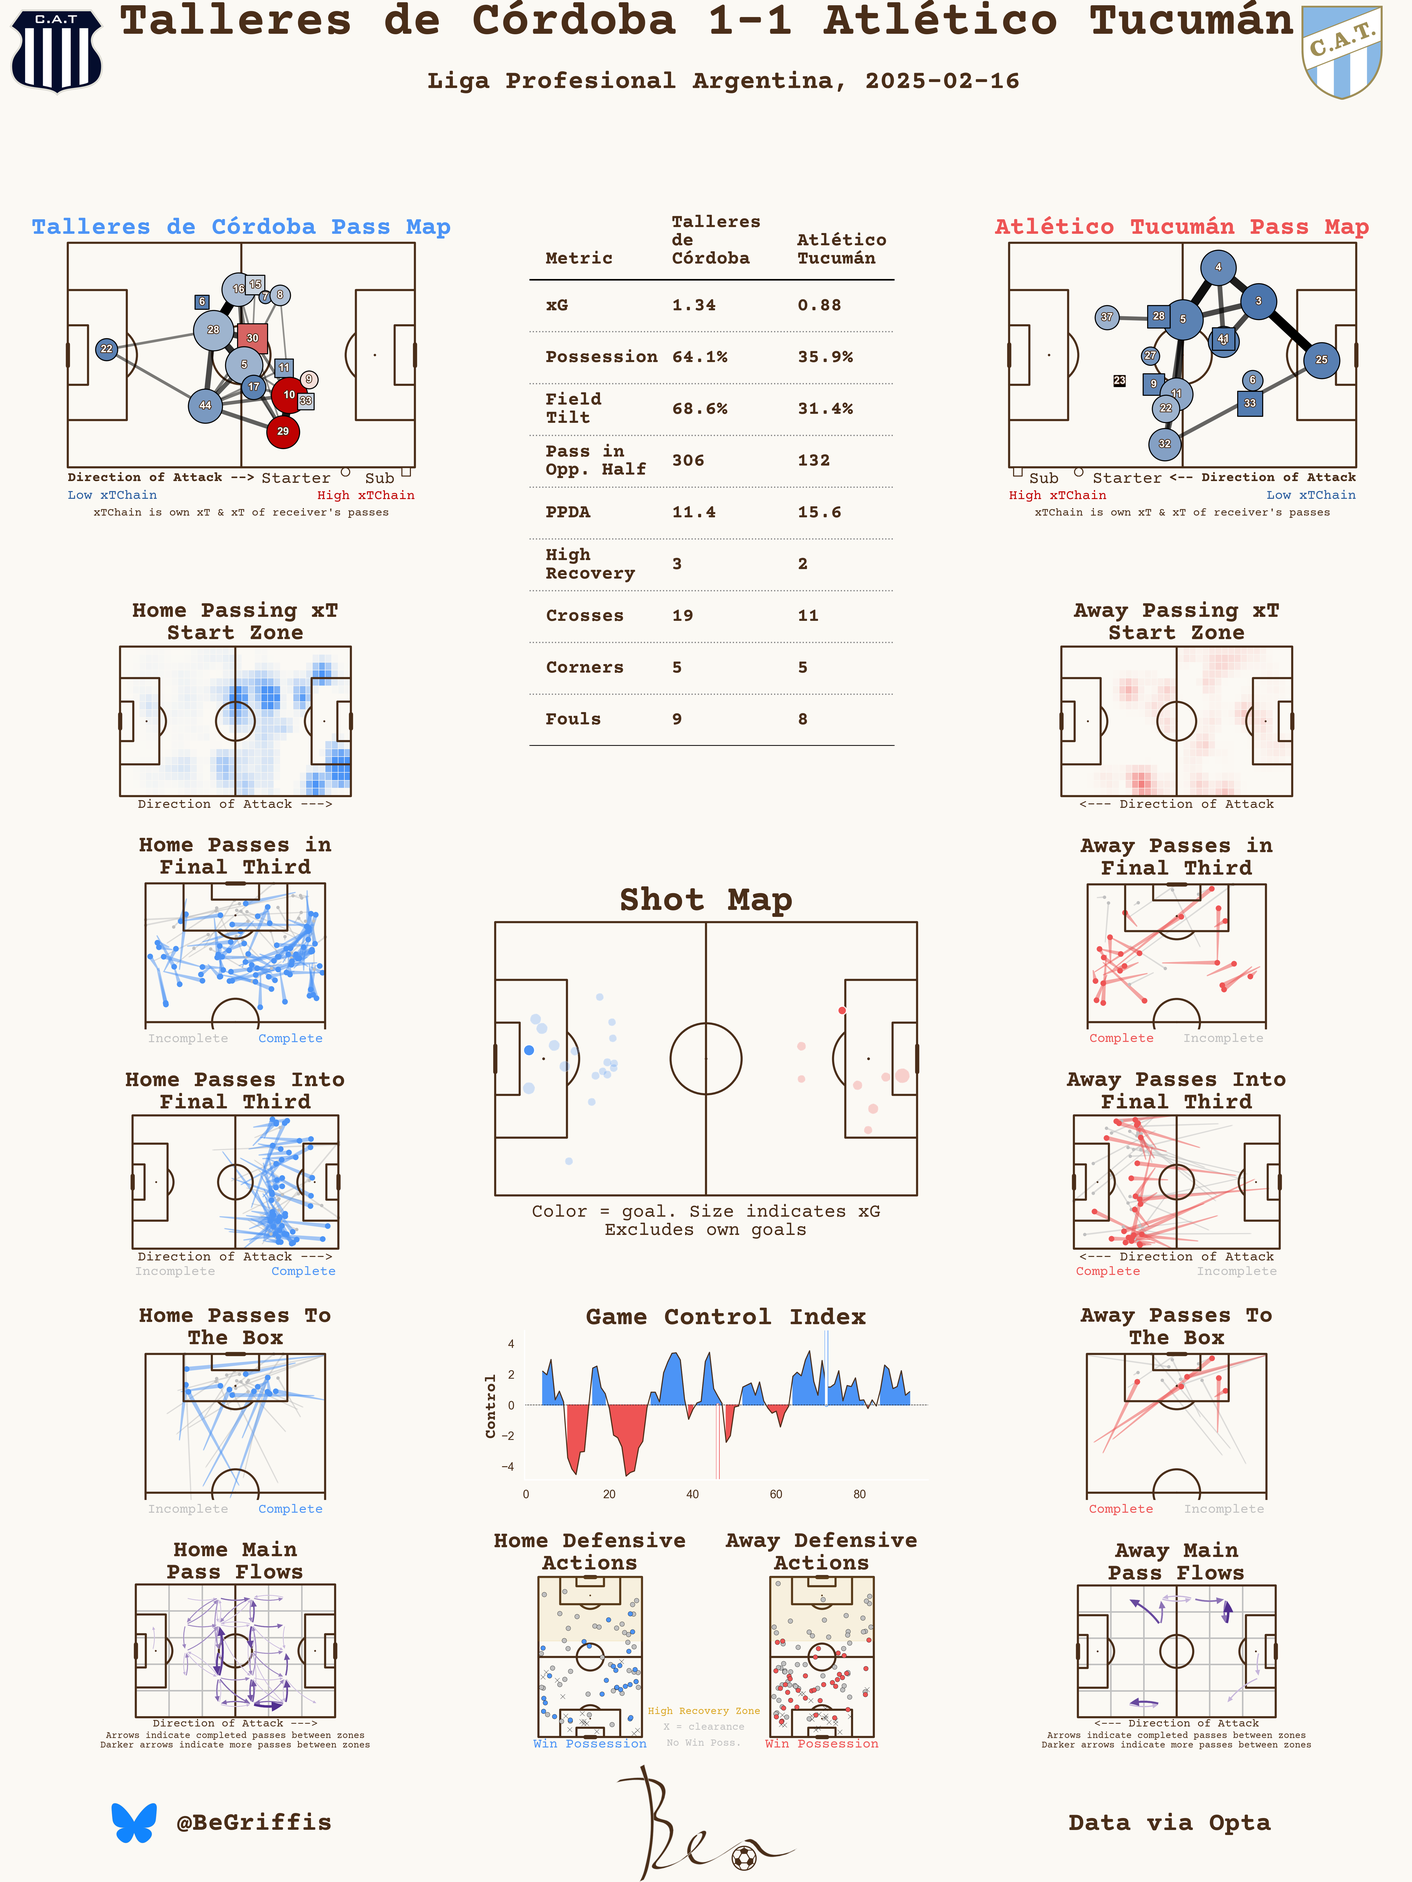 Talleres de Córdoba 1-1 Atlético Tucumán
Liga Profesional Argentina, 2025-02-16
C.A.T
C.A.T.
Talleres de Córdoba Pass Map
22
6
16
15
7
8
28
30
5
11
17
9
10
33
44
29
Direction of Attack --> Starter Sub
Low xTChain High xTChain
xTChain is own xT & xT of receiver's passes
Metric Talleres de Córdoba Atlético Tucumán
xG 1.34 0.88
Possession 64.1% 35.9%
Field Tilt 68.6% 31.4%
Pass in Opp. Half 306 132
PPDA 11.4 15.6
High Recovery 3 2
Crosses 19 11
Corners 5 5
Fouls 9 8
Atlético Tucumán Pass Map
4
3
37
28
5
41
27
25
23
9
11
6
22
33
32
Sub Starter <-- Direction of Attack
High xTChain Low xTChain
xTChain is own xT & xT of receiver's passes
Home Passing xT
Start Zone
Direction of Attack --->
Away Passing xT
Start Zone
<--- Direction of Attack
Home Passes in
Final Third
Incomplete Complete
Away Passes in
Final Third
Complete Incomplete
Shot Map
Color = goal. Size indicates xG
Excludes own goals
Home Passes Into
Final Third
Direction of Attack --->
Incomplete Complete
Away Passes Into
Final Third
<--- Direction of Attack
Complete Incomplete
Home Passes To
The Box
Incomplete Complete
Game Control Index
Control
4
2
0
−2
−4
0 20 40 60 80
Away Passes To
The Box
Complete Incomplete
Home Main
Pass Flows
Direction of Attack --->
Arrows indicate completed passes between zones
Darker arrows indicate more passes between zones
Home Defensive
Actions
Win Possession
Away Defensive
Actions
Win Possession
High Recovery Zone
X = clearance
No Win Poss.
Away Main
Pass Flows
<--- Direction of Attack
Arrows indicate completed passes between zones
Darker arrows indicate more passes between zones
@BeGriffis
Ben
Data via Opta